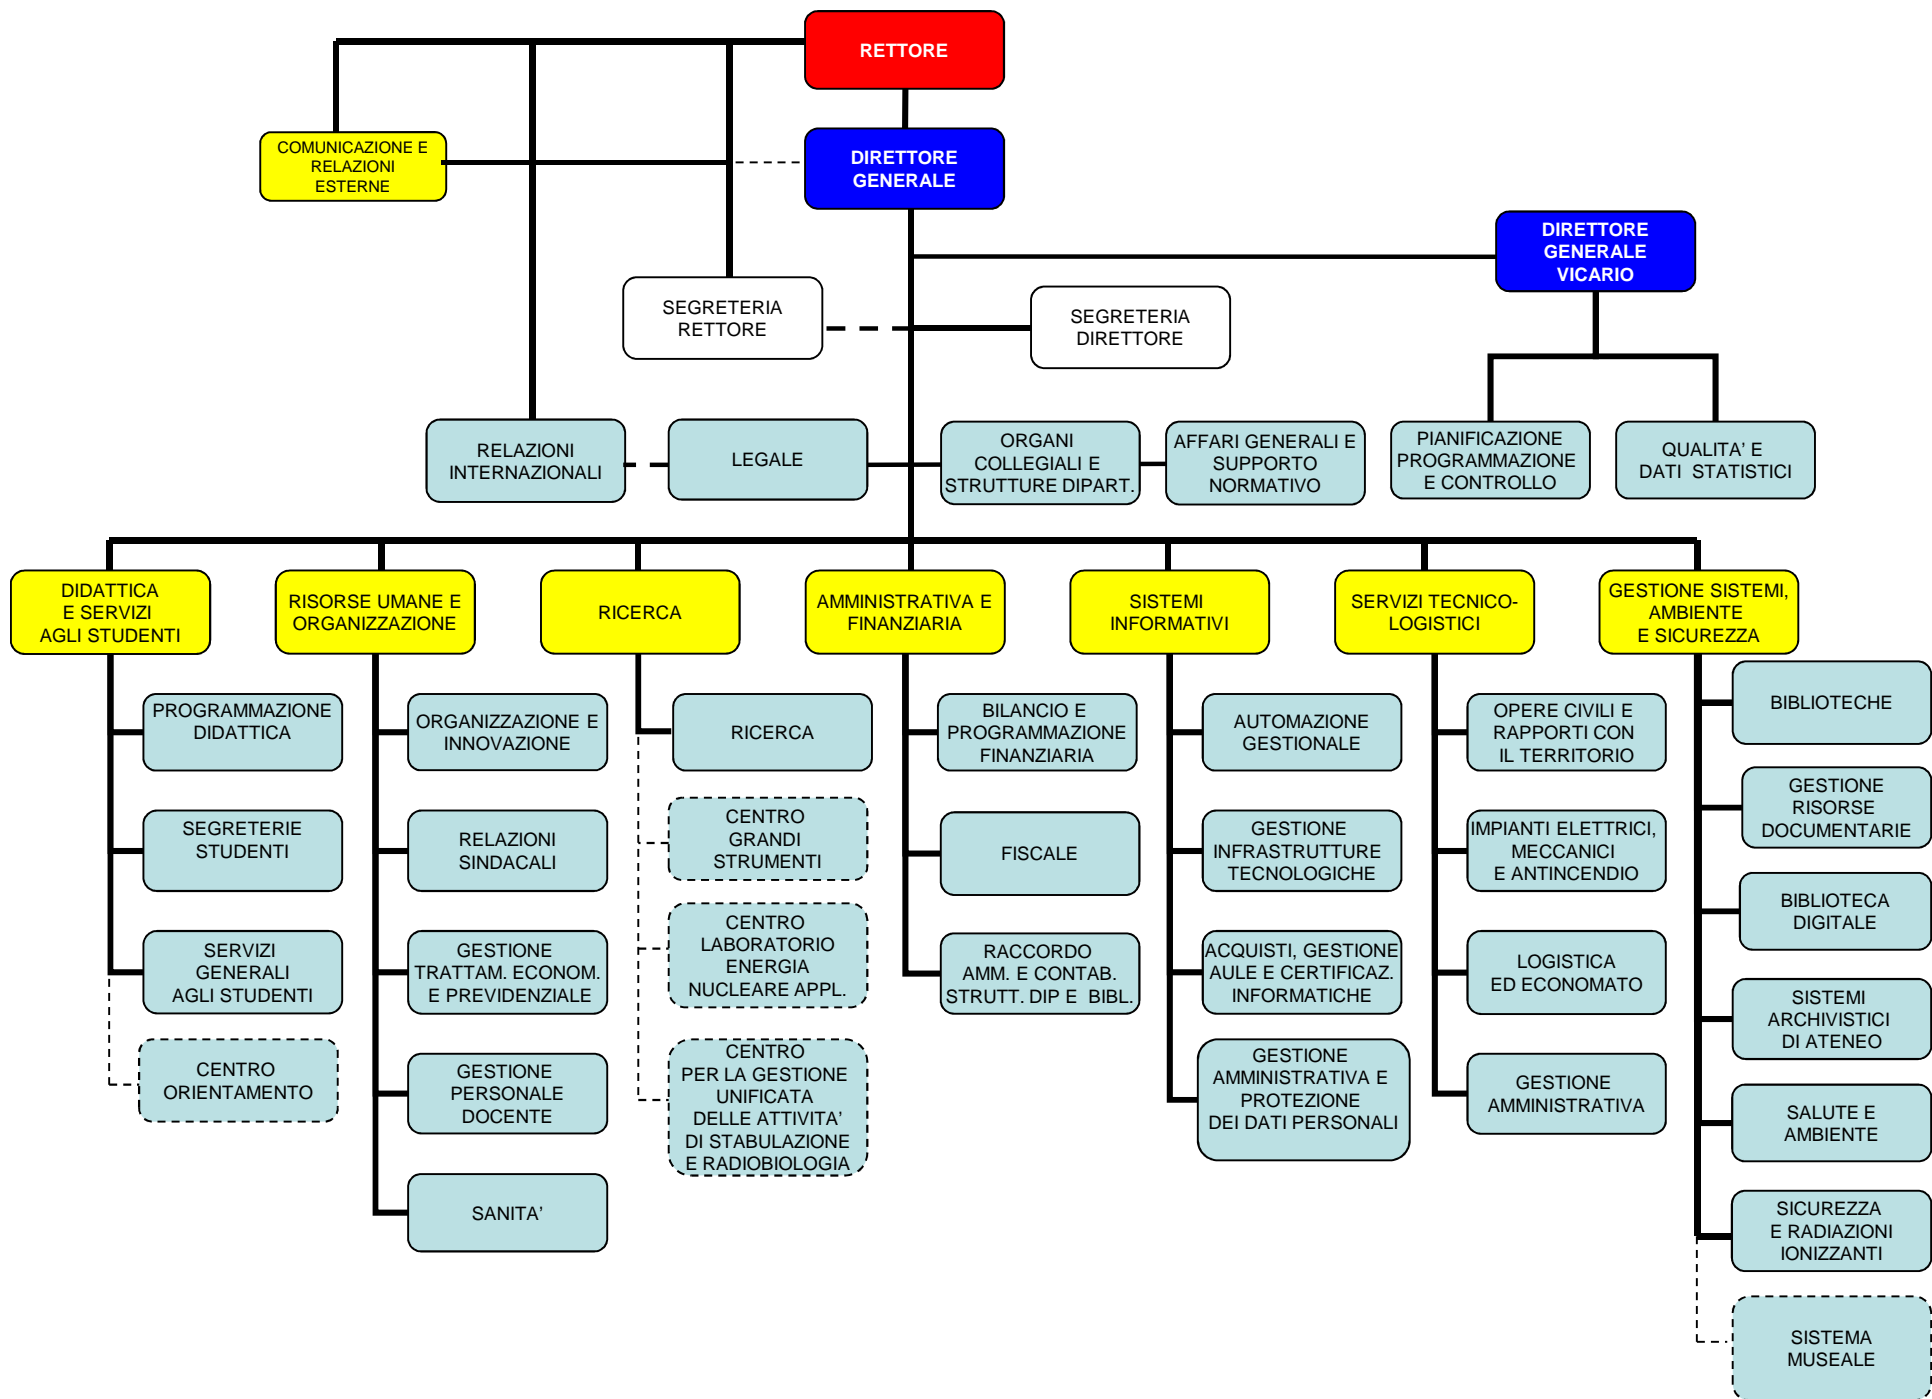 RETTORE
COMUNICAZIONE E
RELAZIONI
ESTERNE
DIRETTORE
GENERALE
DIRETTORE
GENERALE
VICARIO
SEGRETERIA
RETTORE
SEGRETERIA
DIRETTORE
RELAZIONI
INTERNAZIONALI
LEGALE
ORGANI
COLLEGIALI E
STRUTTURE DIPART.
AFFARI GENERALI E
SUPPORTO
NORMATIVO
PIANIFICAZIONE
PROGRAMMAZIONE
E CONTROLLO
QUALITA' E
DATI STATISTICI
DIDATTICA
E SERVIZI
AGLI STUDENTI
RISORSE UMANE E
ORGANIZZAZIONE
RICERCA
AMMINISTRATIVA E
FINANZIARIA
SISTEMI
INFORMATIVI
SERVIZI TECNICO-
LOGISTICI
GESTIONE SISTEMI,
AMBIENTE
E SICUREZZA
PROGRAMMAZIONE
DIDATTICA
SEGRETERIE
STUDENTI
SERVIZI
GENERALI
AGLI STUDENTI
CENTRO
ORIENTAMENTO
ORGANIZZAZIONE E
INNOVAZIONE
RELAZIONI
SINDACALI
GESTIONE
TRATTAM. ECONOM.
E PREVIDENZIALE
GESTIONE
PERSONALE
DOCENTE
SANITA'
RICERCA
CENTRO
GRANDI
STRUMENTI
CENTRO
LABORATORIO
ENERGIA
NUCLEARE APPL.
CENTRO
PER LA GESTIONE
UNIFICATA
DELLE ATTIVITA'
DI STABULAZIONE
E RADIOBIOLOGIA
BILANCIO E
PROGRAMMAZIONE
FINANZIARIA
FISCALE
RACCORDO
AMM. E CONTAB.
STRUTT. DIP E BIBL.
AUTOMAZIONE
GESTIONALE
GESTIONE
INFRASTRUTTURE
TECNOLOGICHE
ACQUISTI, GESTIONE
AULE E CERTIFICAZ.
INFORMATICHE
GESTIONE
AMMINISTRATIVA E
PROTEZIONE
DEI DATI PERSONALI
OPERE CIVILI E
RAPPORTI CON
IL TERRITORIO
IMPIANTI ELETTRICI,
MECCANICI
E ANTINCENDIO
LOGISTICA
ED ECONOMATO
GESTIONE
AMMINISTRATIVA
BIBLIOTECHE
GESTIONE
RISORSE
DOCUMENTARIE
BIBLIOTECA
DIGITALE
SISTEMI
ARCHIVISTICI
DI ATENEO
SALUTE E
AMBIENTE
SICUREZZA
E RADIAZIONI
IONIZZANTI
SISTEMA
MUSEALE